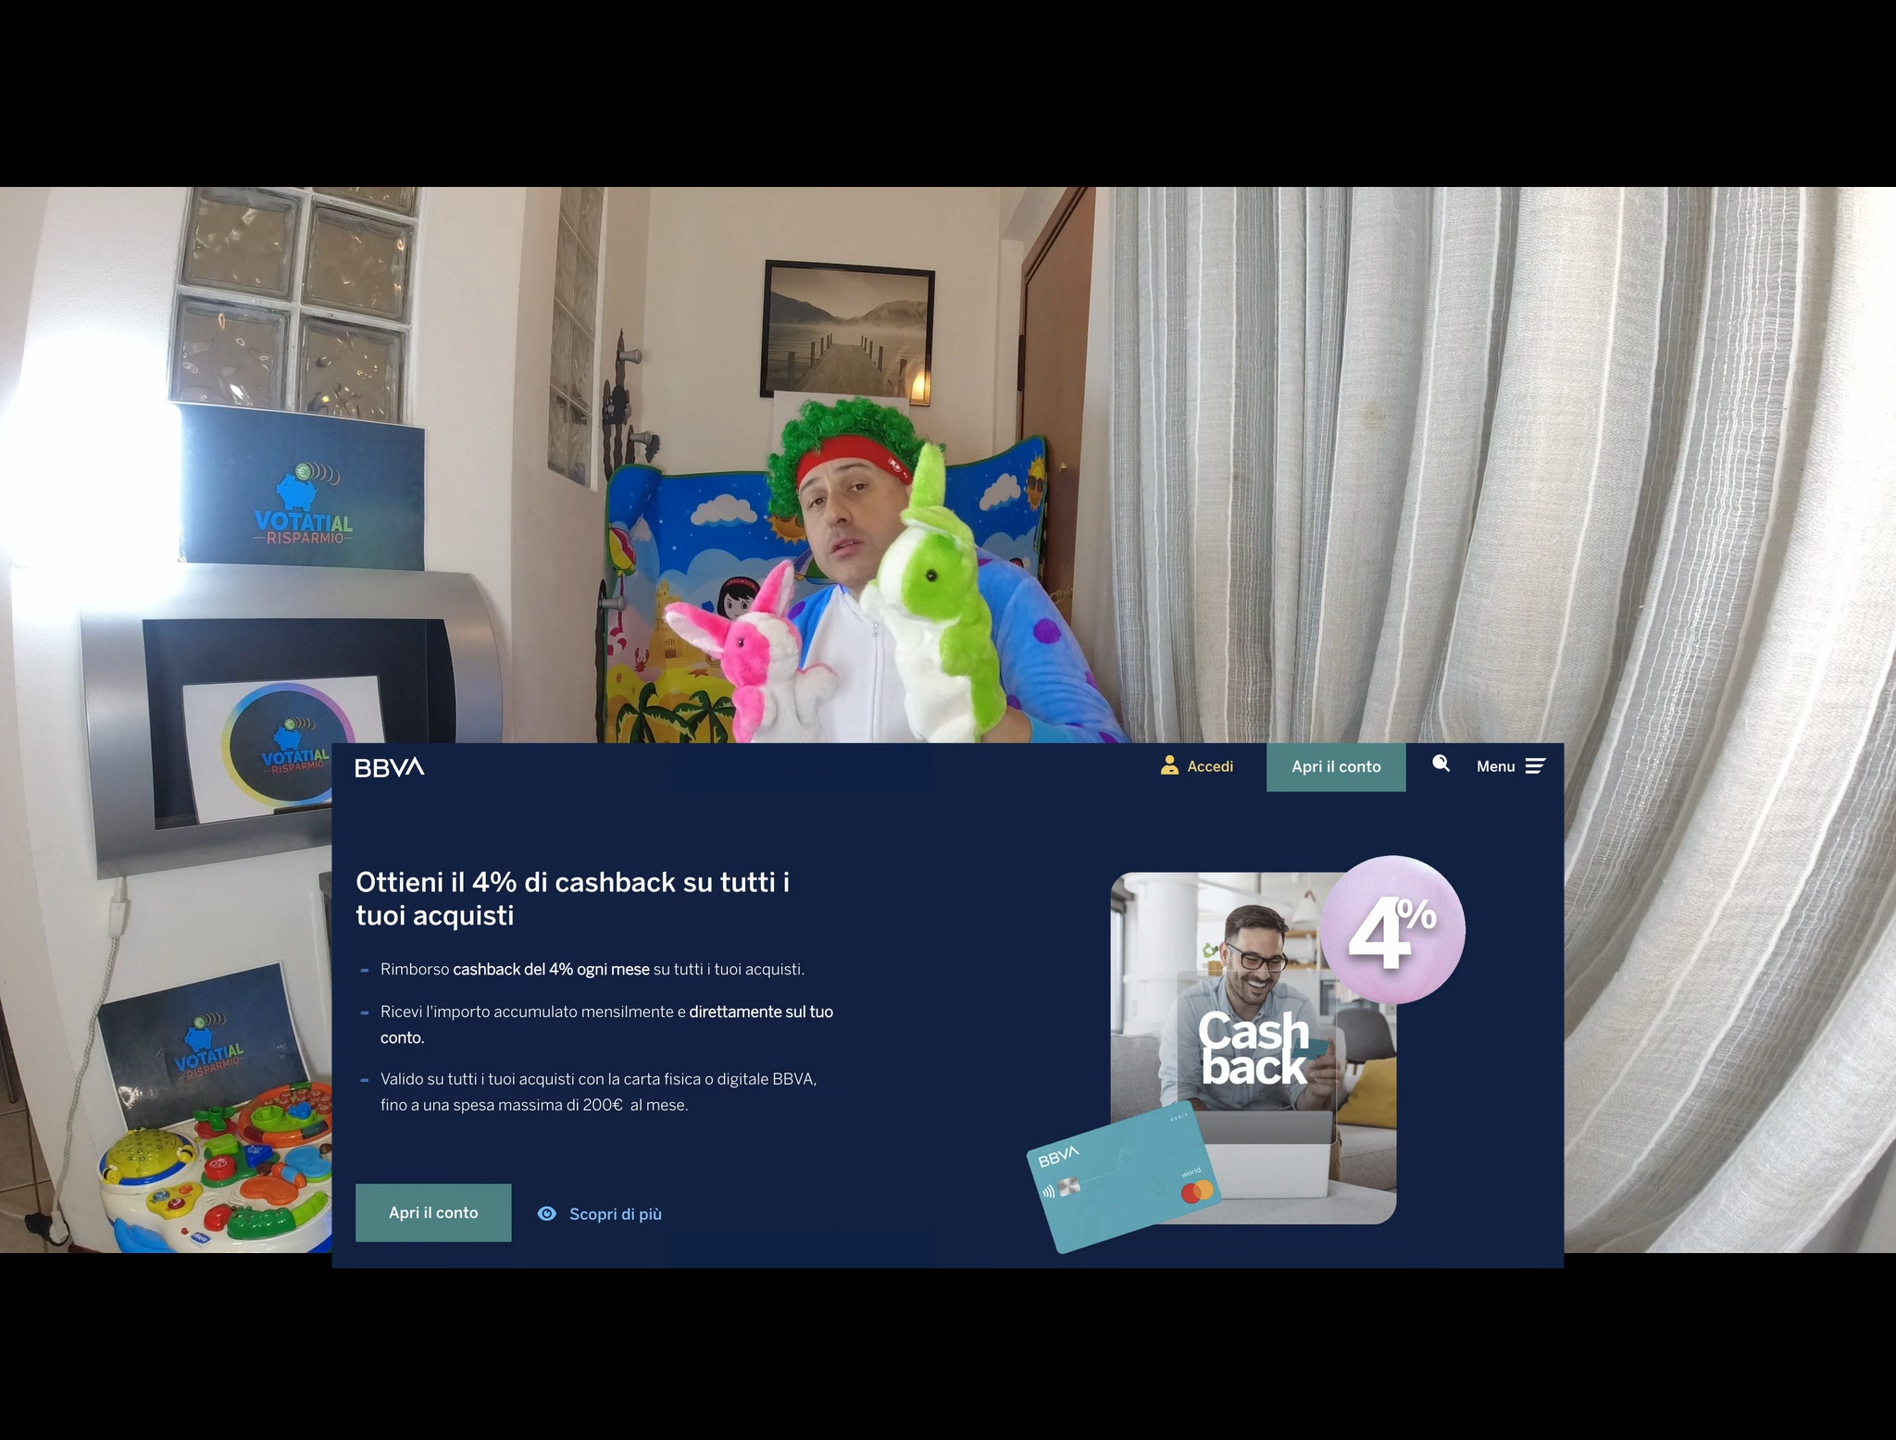 VOTATIAL
RISPARMIO
VOTATIAL
RISPARMIO
VOTATIAL
RISPARMIO
BBVA
Accedi
Apri il conto
Menu
Ottieni il 4% di cashback su tutti i
tuoi acquisti
Rimborso cashback del 4% ogni mese su tutti i tuoi acquisti.
Ricevi l'importo accumulato mensilmente e direttamente sul tuo
conto.
Valido su tutti i tuoi acquisti con la carta fisica o digitale BBVA,
fino a una spesa massima di 200€ al mese.
Apri il conto
Scopri di più
4%
Cash
back
BBVA
DEBIT
world